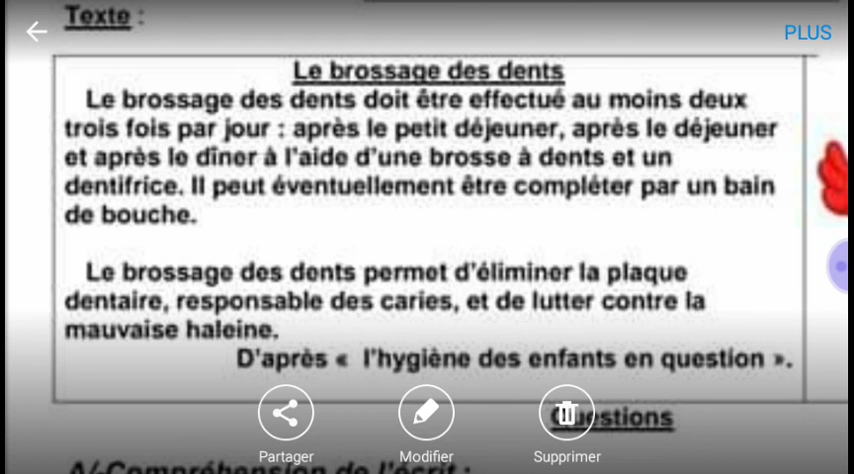 Texte :
PLUS
Le brossage des dents
Le brossage des dents doit être effectué au moins deux
trois fois par jour : après le petit déjeuner, après le déjeuner
et après le dîner à l'aide d'une brosse à dents et un
dentifrice. Il peut éventuellement être compléter par un bain
de bouche.
Le brossage des dents permet d'éliminer la plaque
dentaire, responsable des caries, et de lutter contre la
mauvaise haleine.
D'après « l'hygiène des enfants en question ».
Questions
Partager
Modifier
Supprimer
A/-Compréhension de l'écrit :